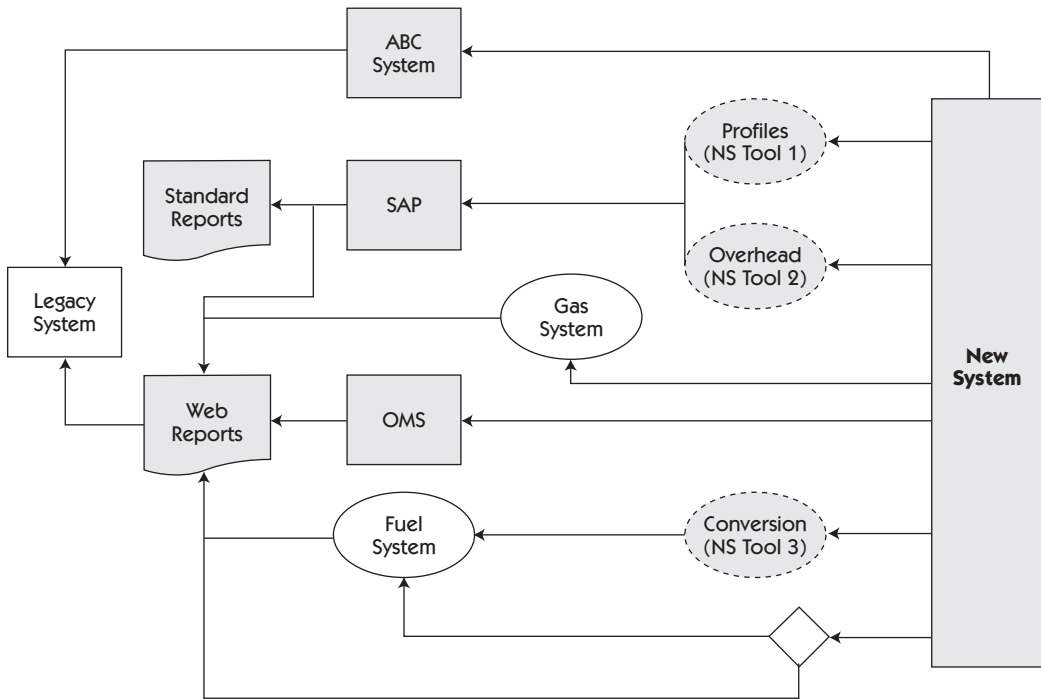 ABC
System
Profiles
(NS Tool 1)
Standard
Reports
SAP
Overhead
(NS Tool 2)
Legacy
System
Gas
System
New
System
Web
Reports
OMS
Fuel
System
Conversion
(NS Tool 3)